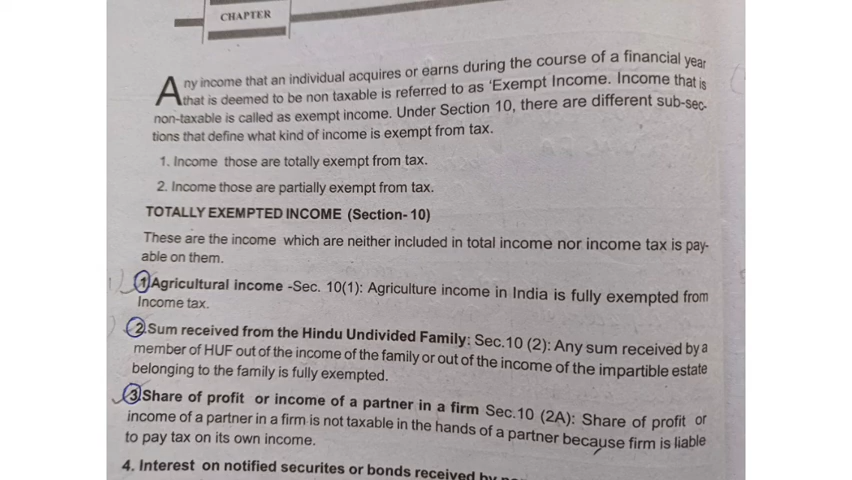 CHAPTER
Any income that an individual acquires or earns during the course of a financial year
that is deemed to be non taxable is referred to as 'Exempt Income. Income that is
non-taxable is called as exempt income. Under Section 10, there are different sub-sec-
tions that define what kind of income is exempt from tax.
1. Income those are totally exempt from tax.
2. Income those are partially exempt from tax.
TOTALLY EXEMPTED INCOME (Section- 10)
These are the income which are neither included in total income nor income tax is pay-
able on them.
1 Agricultural income -Sec. 10(1): Agriculture income in India is fully exempted from
Income tax.
2. Sum received from the Hindu Undivided Family: Sec.10 (2): Any sum received by a
member of HUF out of the income of the family or out of the income of the impartible estate
belonging to the family is fully exempted.
3 Share of profit or income of a partner in a firm Sec.10 (2A): Share of profit or
income of a partner in a firm is not taxable in the hands of a partner because firm is liable
to pay tax on its own income.
4. Interest on notified securites or bonds received by